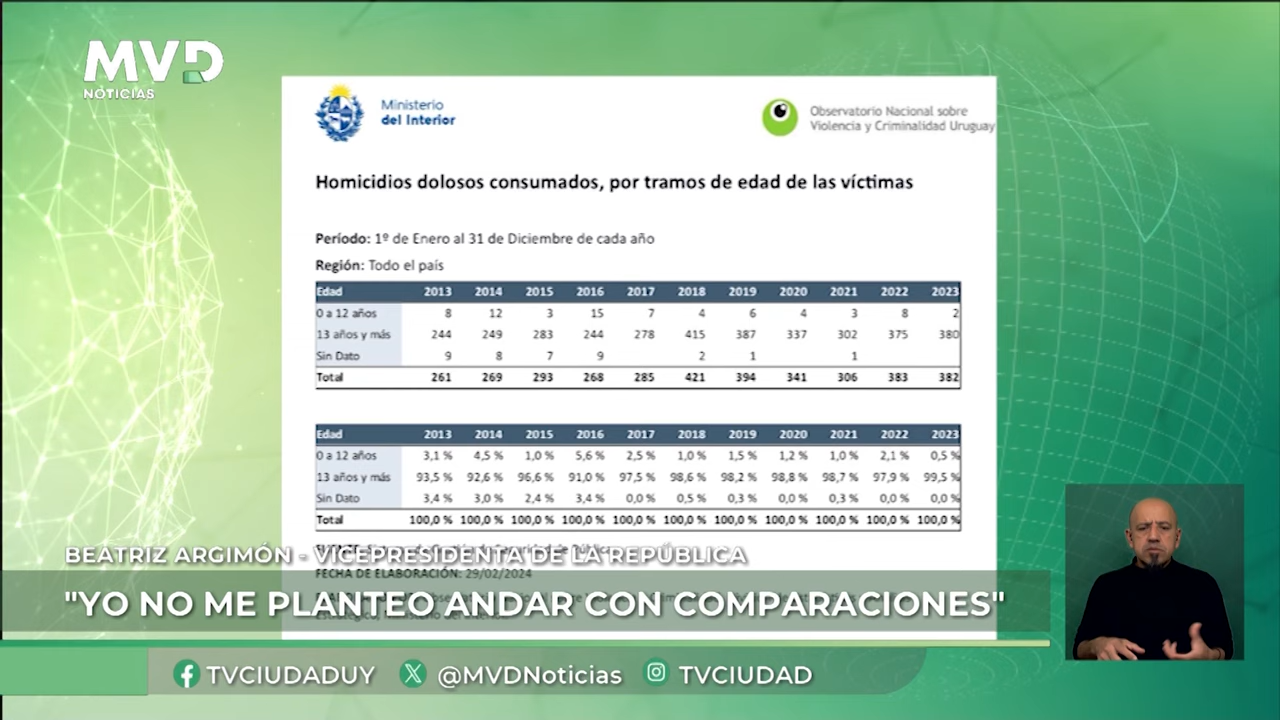 MVD
NOTICIAS
Ministerio
del Interior
Observatorio Nacional sobre
Violencia y Criminalidad Uruguay
Homicidios dolosos consumados, por tramos de edad de las víctimas
Período: 1º de Enero al 31 de Diciembre de cada año
Región: Todo el país
Edad 2013 2014 2015 2016 2017 2018 2019 2020 2021 2022 2023
0 a 12 años 8 12 3 15 7 4 6 4 3 8 2
13 años y más 244 249 283 244 278 415 387 337 302 375 380
Sin Dato 9 8 7 9 2 1 1
Total 261 269 293 268 285 421 394 341 306 383 382
Edad 2013 2014 2015 2016 2017 2018 2019 2020 2021 2022 2023
0 a 12 años 3,1 % 4,5 % 1,0 % 5,6 % 2,5 % 1,0 % 1,5 % 1,2 % 1,0 % 2,1 % 0,5 %
13 años y más 93,5 % 92,6 % 96,6 % 91,0 % 97,5 % 98,6 % 98,2 % 98,8 % 98,7 % 97,9 % 99,5 %
Sin Dato 3,4 % 3,0 % 2,4 % 3,4 % 0,0 % 0,5 % 0,3 % 0,0 % 0,3 % 0,0 % 0,0 %
Total 100,0 % 100,0 % 100,0 % 100,0 % 100,0 % 100,0 % 100,0 % 100,0 % 100,0 % 100,0 % 100,0 %
BEATRIZ ARGIMÓN - VICEPRESIDENTA DE LA REPÚBLICA
FECHA DE ELABORACIÓN: 29/02/2024
"YO NO ME PLANTEO ANDAR CON COMPARACIONES"
TVCIUDADUY @MVDNoticias TVCIUDAD